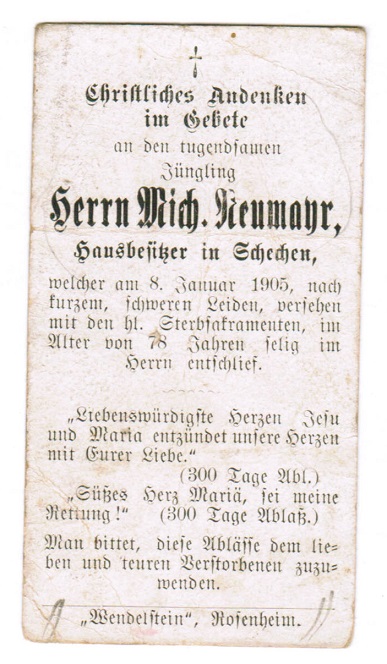 Christliches Andenken
im Gebete
an den tugendsamen
Jüngling
Herrn Mich. Neumayr,
Hausbesitzer in Schechen,
welcher am 8. Januar 1905, nach
kurzem, schweren Leiden, versehen
mit den hl. Sterbsakramenten, im
Alter von 78 Jahren selig im
Herrn entschlief.
„Liebenswürdigste Herzen Jesu
und Maria entzündet unsere Herzen
mit Eurer Liebe.“
(300 Tage Abl.)
„Süßes Herz Mariä, sei meine
Rettung!“ (300 Tage Ablaß.)
Man bittet, diese Ablässe dem lie-
ben und teuren Verstorbenen zuzu-
wenden.
„Wendelstein“, Rosenheim.